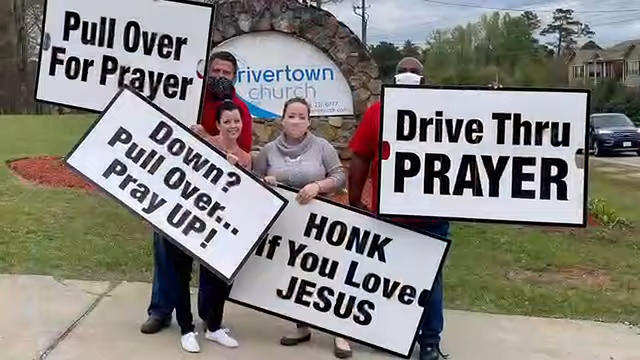 Pull Over
For Prayer
rivertown
church
Down?
Pull Over...
Pray UP!
HONK
If You Love
JESUS
Drive Thru
PRAYER